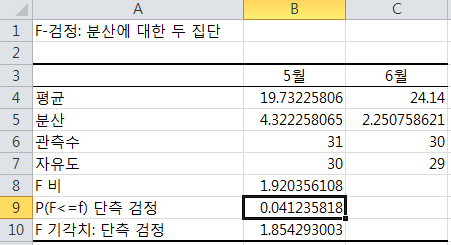 A B C
1 F-검정: 분산에 대한 두 집단
2
3 5월 6월
4 평균 19.73225806 24.14
5 분산 4.322258065 2.250758621
6 관측수 31 30
7 자유도 30 29
8 F 비 1.920356108
9 P(F<=f) 단측 검정 0.041235818
10 F 기각치: 단측 검정 1.854293003